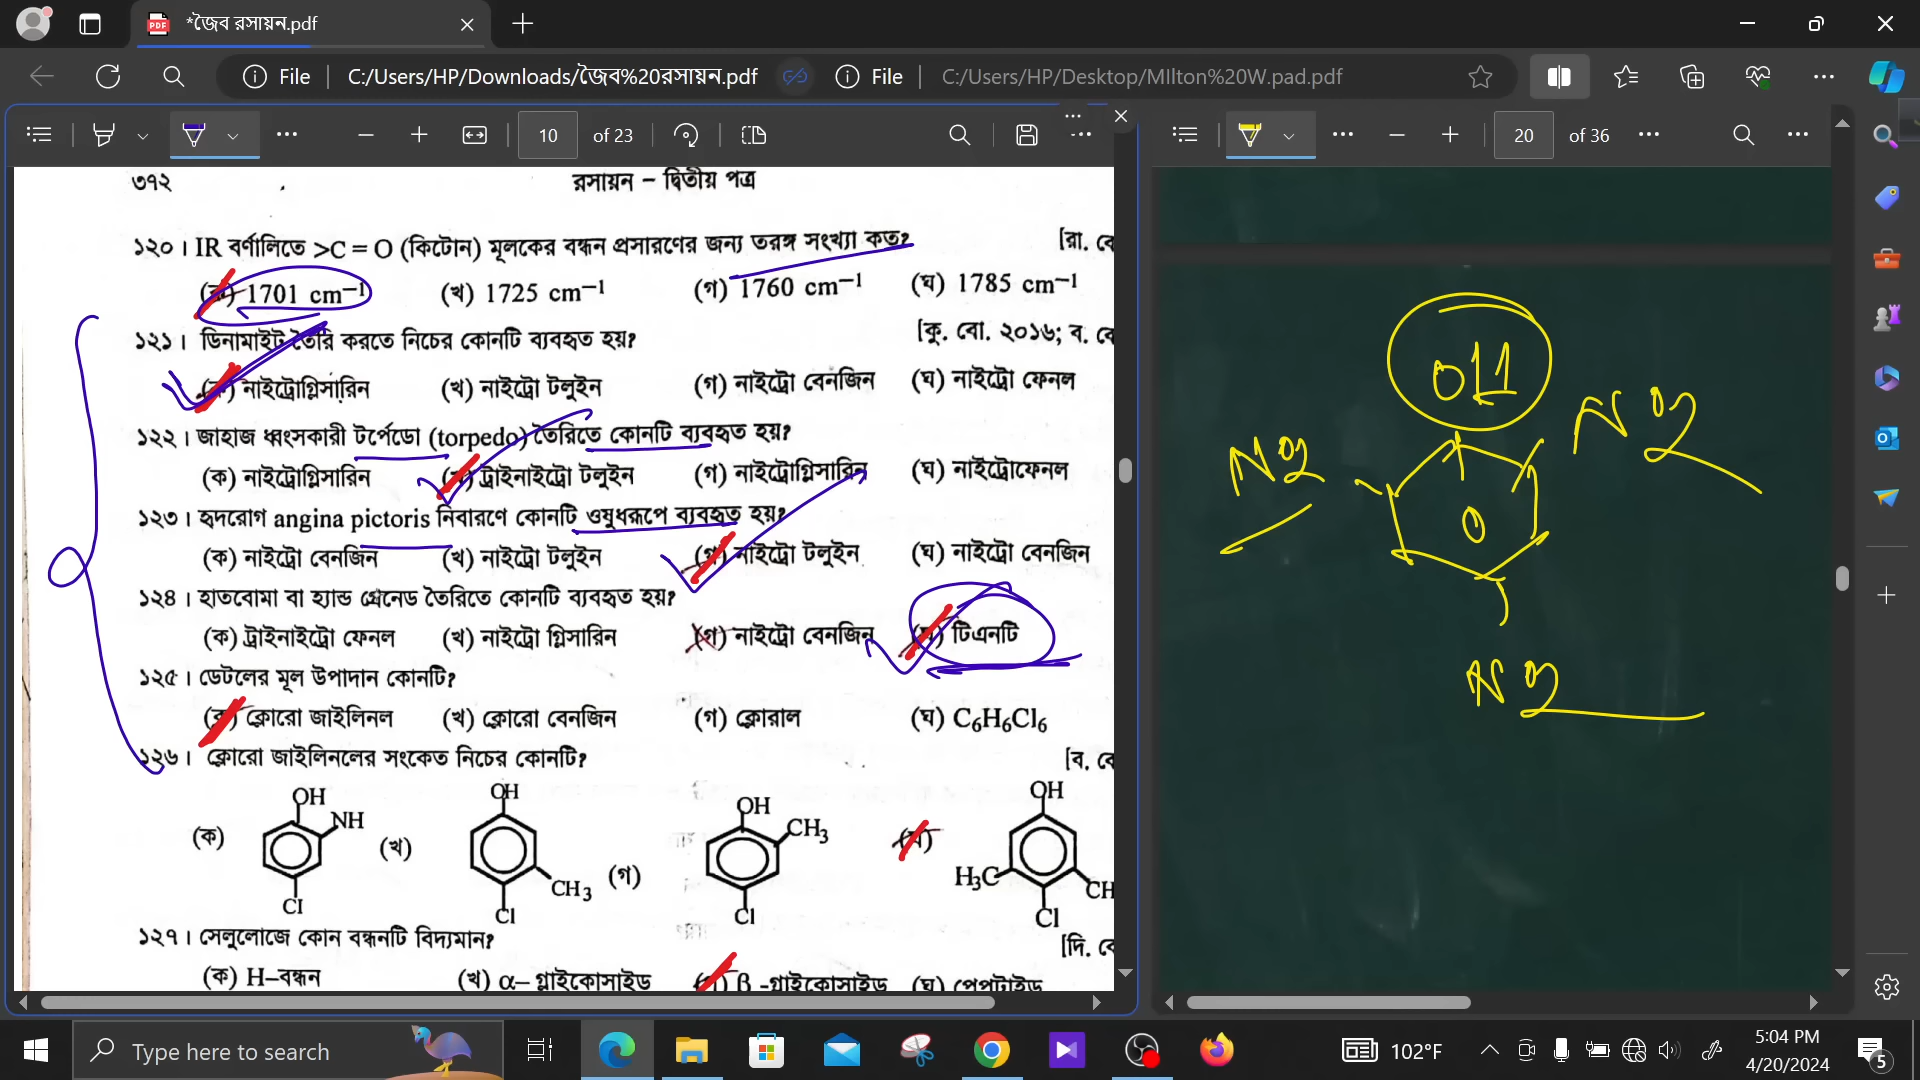 *জৈব রসায়ন.pdf
File C:/Users/HP/Downloads/জৈব%20রসায়ন.pdf
File C:/Users/HP/Desktop/MIlton%20W.pad.pdf
10 of 23
20 of 36
৩৭২ রসায়ন – দ্বিতীয় পত্র
১২০। IR বর্ণালিতে >C = O (কিটোন) মূলকের বন্ধন প্রসারণের জন্য তরঙ্গ সংখ্যা কত? [রা. বো
(ক) 1701 cm⁻¹ (খ) 1725 cm⁻¹ (গ) 1760 cm⁻¹ (ঘ) 1785 cm⁻¹
১২১। ডিনামাইট তৈরি করতে নিচের কোনটি ব্যবহৃত হয়? [কু. বো. ২০১৬; ব. বো
(ক) নাইট্রোগ্লিসারিন (খ) নাইট্রো টলুইন (গ) নাইট্রো বেনজিন (ঘ) নাইট্রো ফেনল
১২২। জাহাজ ধ্বংসকারী টর্পেডো (torpedo) তৈরিতে কোনটি ব্যবহৃত হয়?
(ক) নাইট্রোগ্লিসারিন (খ) ট্রাইনাইট্রো টলুইন (গ) নাইট্রোগ্লিসারিন (ঘ) নাইট্রোফেনল
১২৩। হৃদরোগ angina pictoris নিবারণে কোনটি ওষুধরূপে ব্যবহৃত হয়?
(ক) নাইট্রো বেনজিন (খ) নাইট্রো টলুইন (গ) নাইট্রো টলুইন (ঘ) নাইট্রো বেনজিন
১২৪। হাতবোমা বা হ্যান্ড গ্রেনেড তৈরিতে কোনটি ব্যবহৃত হয়?
(ক) ট্রাইনাইট্রো ফেনল (খ) নাইট্রো গ্লিসারিন (গ) নাইট্রো বেনজিন (ঘ) টিএনটি
১২৫। ডেটলের মূল উপাদান কোনটি?
(ক) ক্লোরো জাইলিনল (খ) ক্লোরো বেনজিন (গ) ক্লোরাল (ঘ) C₆H₆Cl₆
১২৬। ক্লোরো জাইলিনলের সংকেত নিচের কোনটি? [ব. বো
(ক) OH NH Cl (খ) OH CH₃ Cl (গ) OH CH₃ Cl (ঘ) OH H₃C CH Cl
১২৭। সেলুলোজে কোন বন্ধনটি বিদ্যমান? [দি. বো
(ক) H–বন্ধন (খ) α– গ্লাইকোসাইড (গ) β -গ্লাইকোসাইড (ঘ) পেপটাইড
OH
NO2
NO2
NO2
Type here to search
102°F
5:04 PM
4/20/2024
5